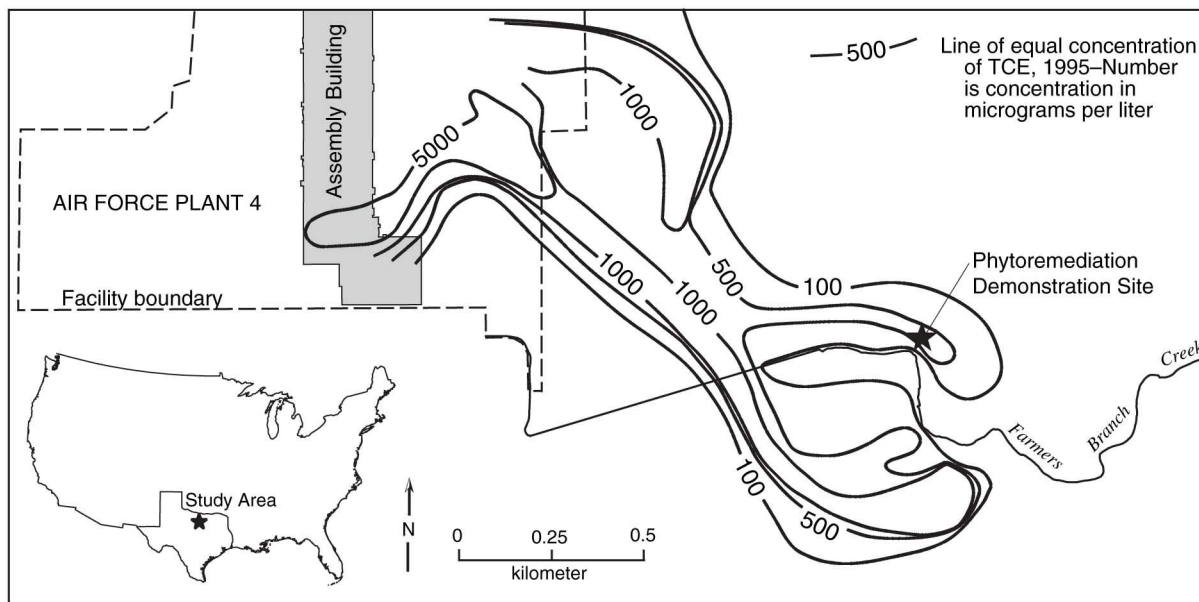 500
Line of equal concentration
of TCE, 1995–Number
is concentration in
micrograms per liter
Assembly Building
1000
5000
AIR FORCE PLANT 4
Phytoremediation
Demonstration Site
500
100
1000
1000
Facility boundary
Creek
Branch
Farmers
100
500
Study Area
N
0 0.25 0.5
kilometer